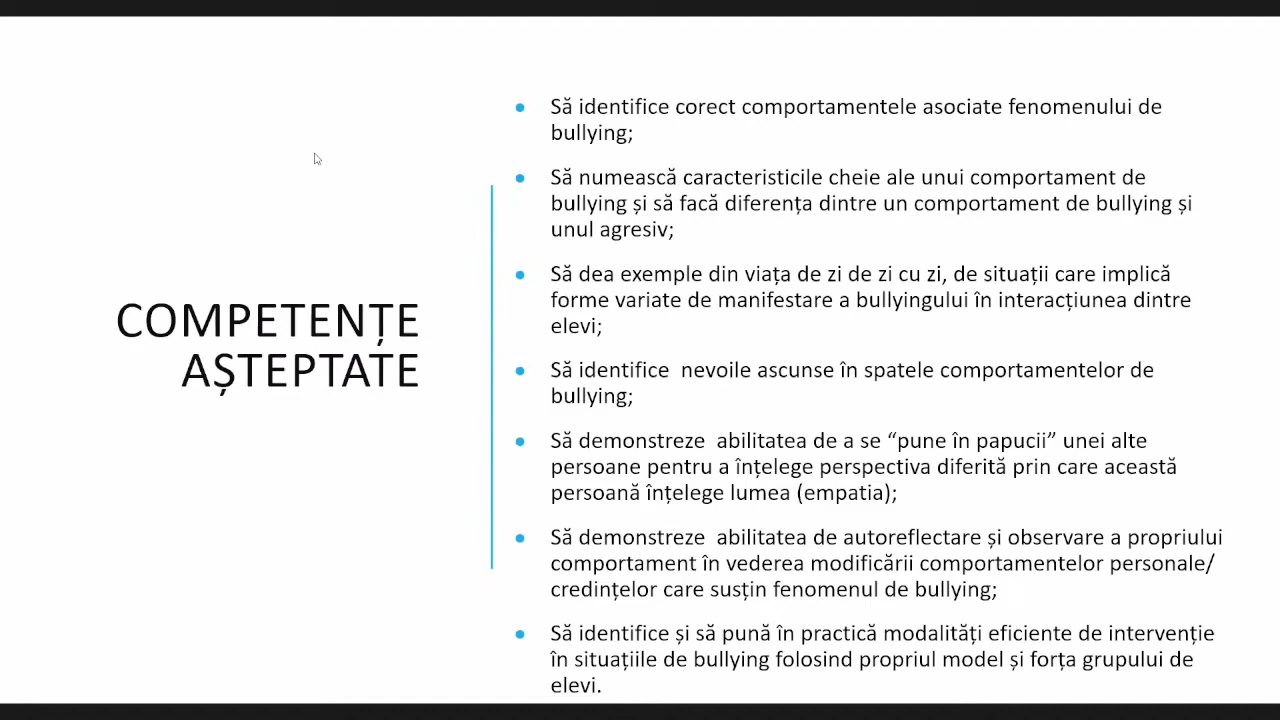 COMPETENȚE
AȘTEPTATE
Să identifice corect comportamentele asociate fenomenului de
bullying;
Să numească caracteristicile cheie ale unui comportament de
bullying și să facă diferența dintre un comportament de bullying și
unul agresiv;
Să dea exemple din viața de zi de zi cu zi, de situații care implică
forme variate de manifestare a bullyingului în interacțiunea dintre
elevi;
Să identifice  nevoile ascunse în spatele comportamentelor de
bullying;
Să demonstreze  abilitatea de a se “pune în papucii” unei alte
persoane pentru a înțelege perspectiva diferită prin care această
persoană înțelege lumea (empatia);
Să demonstreze  abilitatea de autoreflectare și observare a propriului
comportament în vederea modificării comportamentelor personale/
credințelor care susțin fenomenul de bullying;
Să identifice și să pună în practică modalități eficiente de intervenție
în situațiile de bullying folosind propriul model și forța grupului de
elevi.